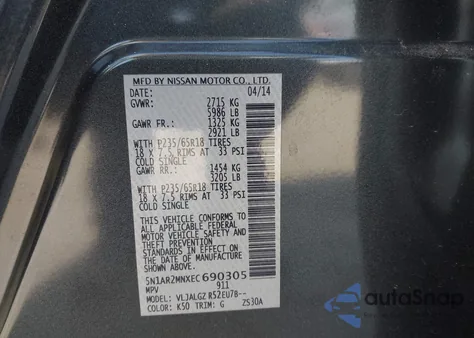 MFD BY NISSAN MOTOR CO., LTD.
DATE: 04/14
GVWR: 2715 KG
5986 LB
GAWR FR.: 1325 KG
2921 LB
WITH P235/65R18 TIRES
18 X 7.5 RIMS AT 33 PSI
COLD SINGLE
GAWR RR.: 1454 KG
3205 LB
WITH P235/65R18 TIRES
18 X 7.5 RIMS AT 33 PSI
COLD SINGLE
THIS VEHICLE CONFORMS TO
ALL APPLICABLE FEDERAL
MOTOR VEHICLE SAFETY AND
THEFT PREVENTION
STANDARDS IN EFFECT ON
THE DATE OF MANUFACTURE
SHOWN ABOVE.
5N1AR2MNXEC690305
MPV 911
MODEL: VLJALGZ R52EU7B--
COLOR: K50 TRIM: G ZS30A
autoSnap